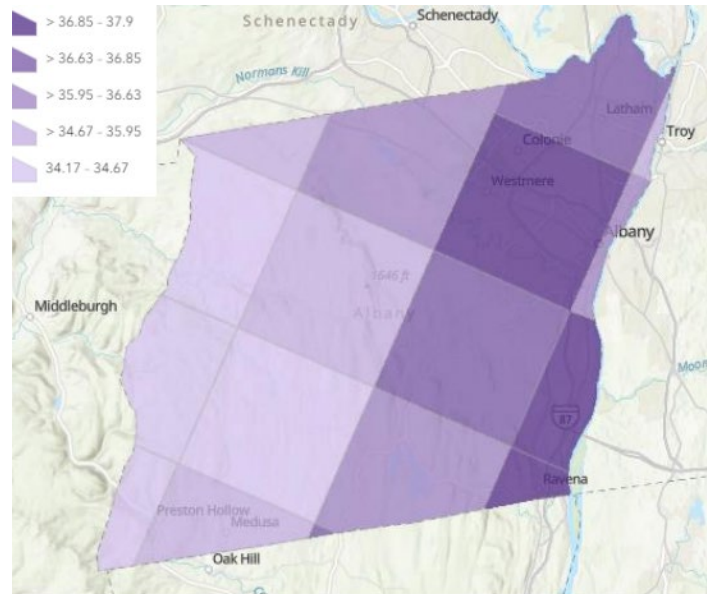 > 36.85 - 37.9
> 36.63 - 36.85
> 35.95 - 36.63
> 34.67 - 35.95
34.17 - 34.67
Schenectady
Schenectady
Normans Kill
Latham
Troy
Colonie
Westmere
Albany
1646 ft
Albany
Middleburgh
87
Ravena
Preston Hollow
Medusa
Oak Hill